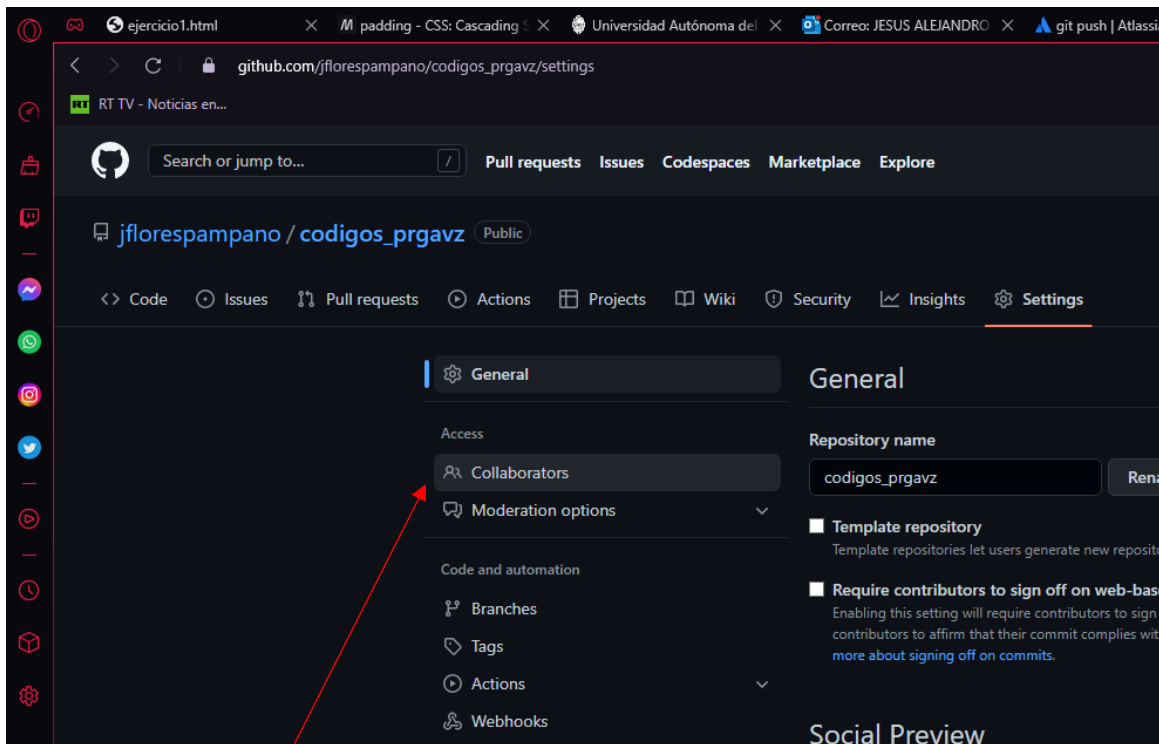 ejercicio1.html
padding - CSS: Cascading S
Universidad Autónoma del
Correo: JESUS ALEJANDRO
git push | Atlassi
github.com/jflorespampano/codigos_prgavz/settings
RT RT TV - Noticias en...
Search or jump to... /
Pull requests Issues Codespaces Marketplace Explore
jflorespampano / codigos_prgavz Public
Code Issues Pull requests Actions Projects Wiki Security Insights Settings
General
Access
Collaborators
Moderation options
Code and automation
Branches
Tags
Actions
Webhooks
General
Repository name
codigos_prgavz Rena
Template repository
Template repositories let users generate new reposito
Require contributors to sign off on web-bas
Enabling this setting will require contributors to sign
contributors to affirm that their commit complies wit
more about signing off on commits.
Social Preview